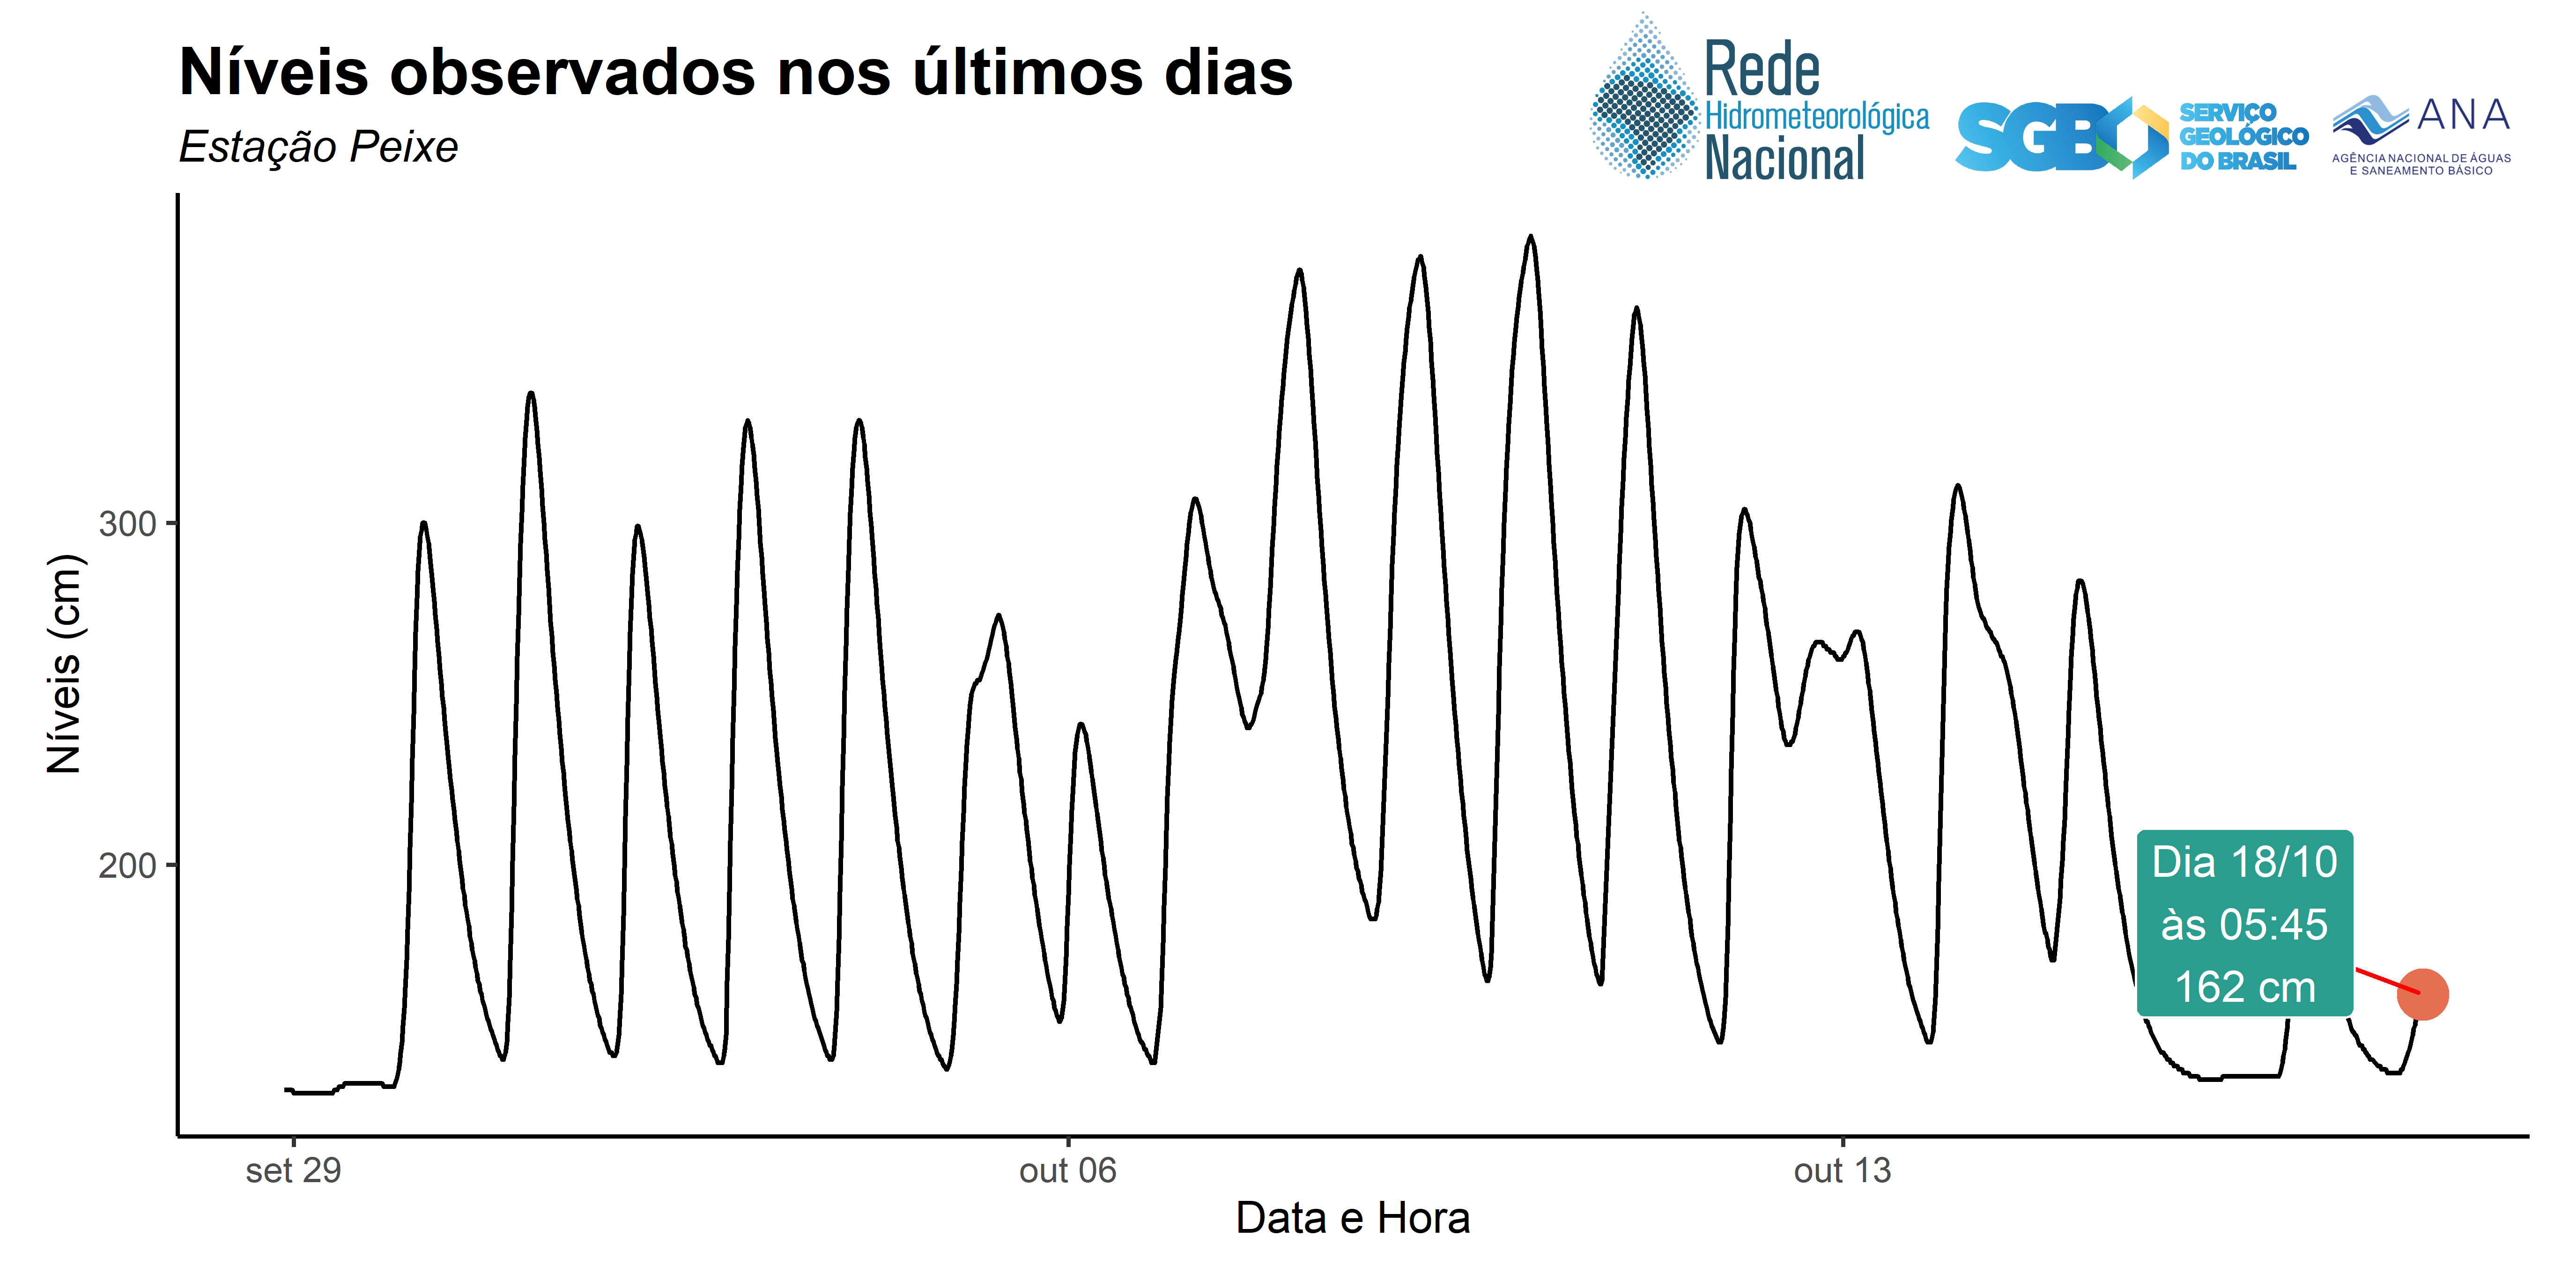 Níveis observados nos últimos dias
Estação Peixe
Rede
Hidrometeorológica
Nacional
SGB
SERVIÇO
GEOLÓGICO
DO BRASIL
ANA
AGÊNCIA NACIONAL DE ÁGUAS
E SANEAMENTO BÁSICO
Níveis (cm)
300
200
Dia 18/10
às 05:45
162 cm
set 29
out 06
out 13
Data e Hora